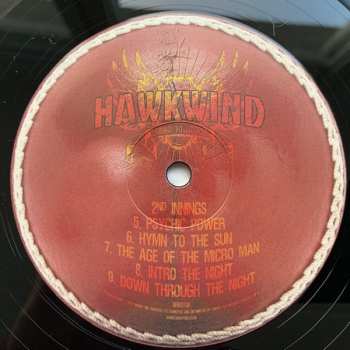 HAWKWIND
2ND INNINGS
5. PSYCHIC POWER
6. HYMN TO THE SUN
7. THE AGE OF THE MICRO MAN
8. INTRO THE NIGHT
9. DOWN THROUGH THE NIGHT